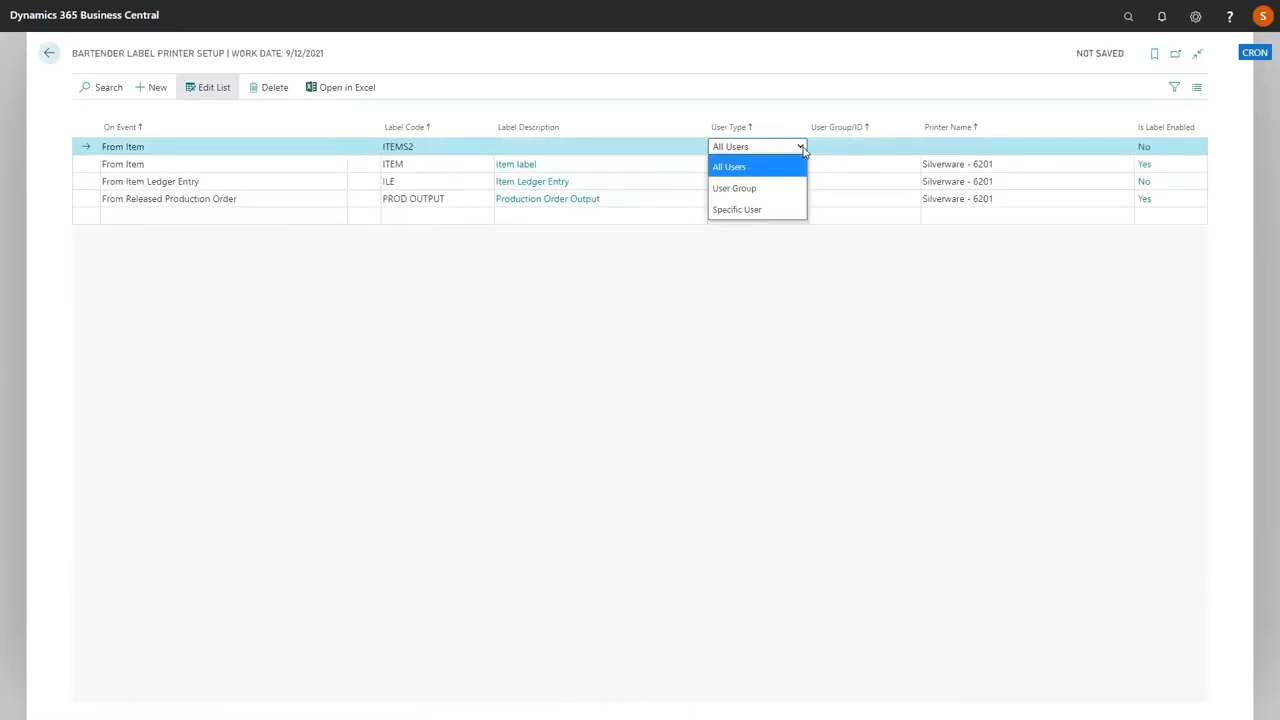 Dynamics 365 Business Central
?
S
BARTENDER LABEL PRINTER SETUP | WORK DATE: 9/12/2021
NOT SAVED
CRON
Search
New
Edit List
Delete
Open in Excel
On Event ↑ Label Code ↑ Label Description User Type ↑ User Group/ID ↑ Printer Name ↑ Is Label Enabled
From Item ITEMS2 All Users No
From Item ITEM item label Silverware - 6201 Yes
From Item Ledger Entry ILE Item Ledger Entry Silverware - 6201 No
From Released Production Order PROD OUTPUT Production Order Output Silverware - 6201 Yes
All Users
User Group
Specific User